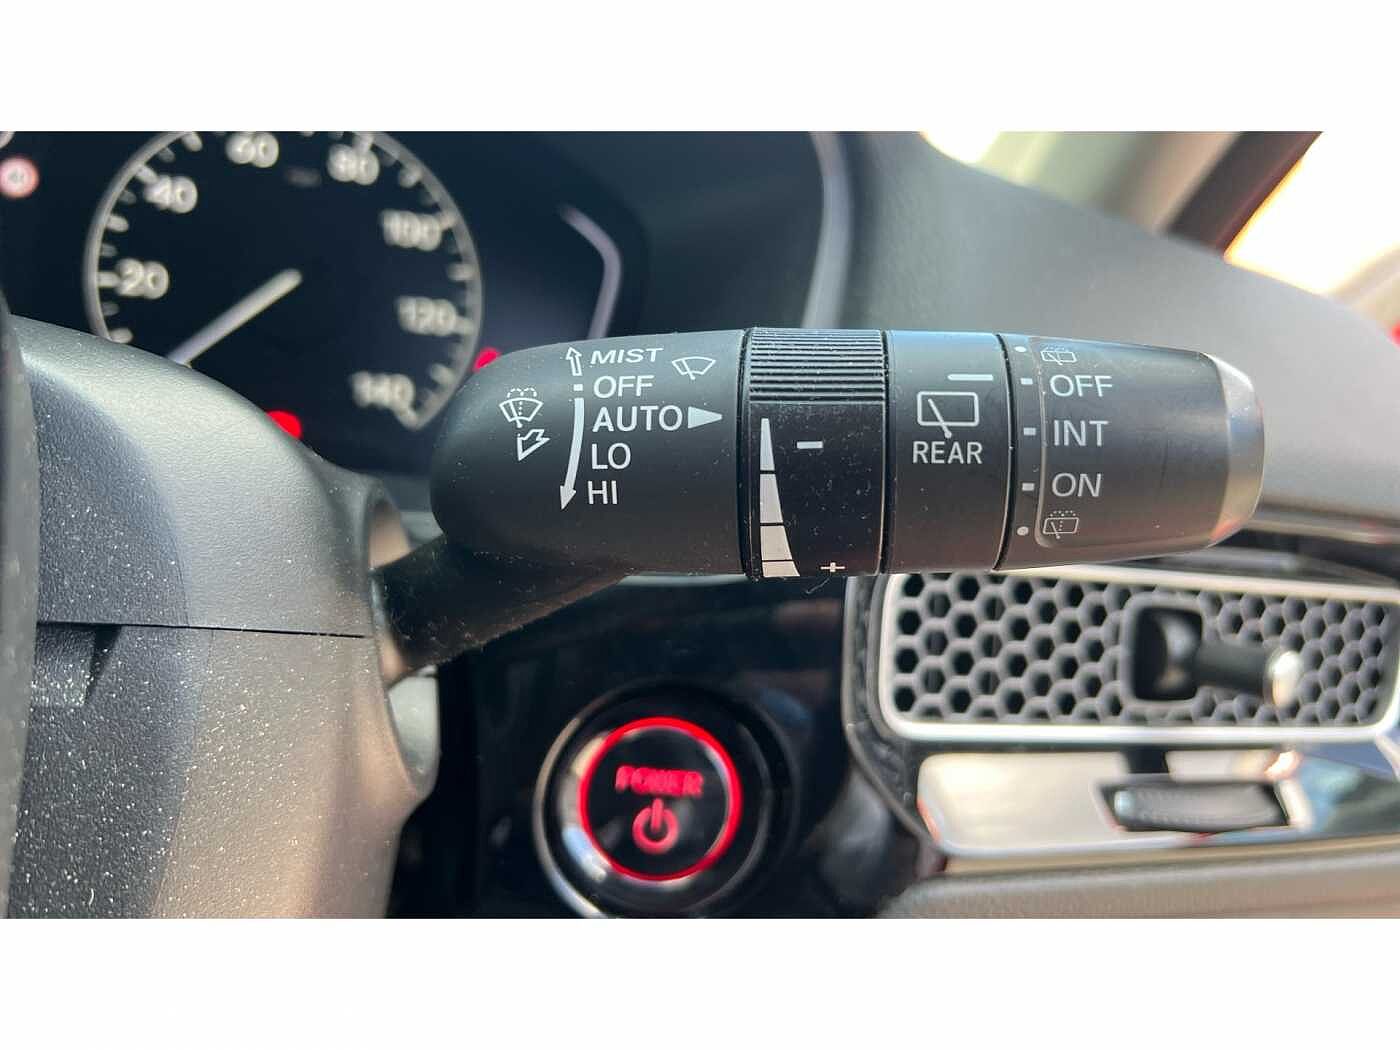 60
80
40
100
20
120
140
MIST
OFF
AUTO
LO
HI
−
+
REAR
OFF
INT
ON
POWER